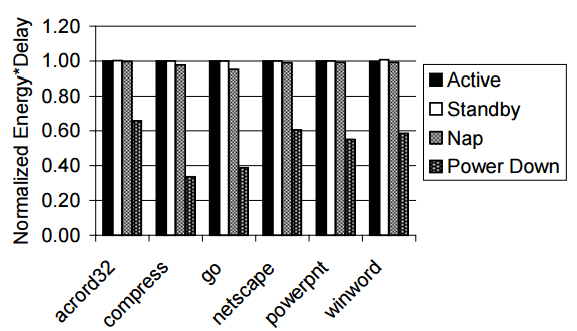 Normalized Energy*Delay
1.20
1.00
0.80
0.60
0.40
0.20
0.00
acrord32
compress
go
netscape
powerpnt
winword
Active
Standby
Nap
Power Down